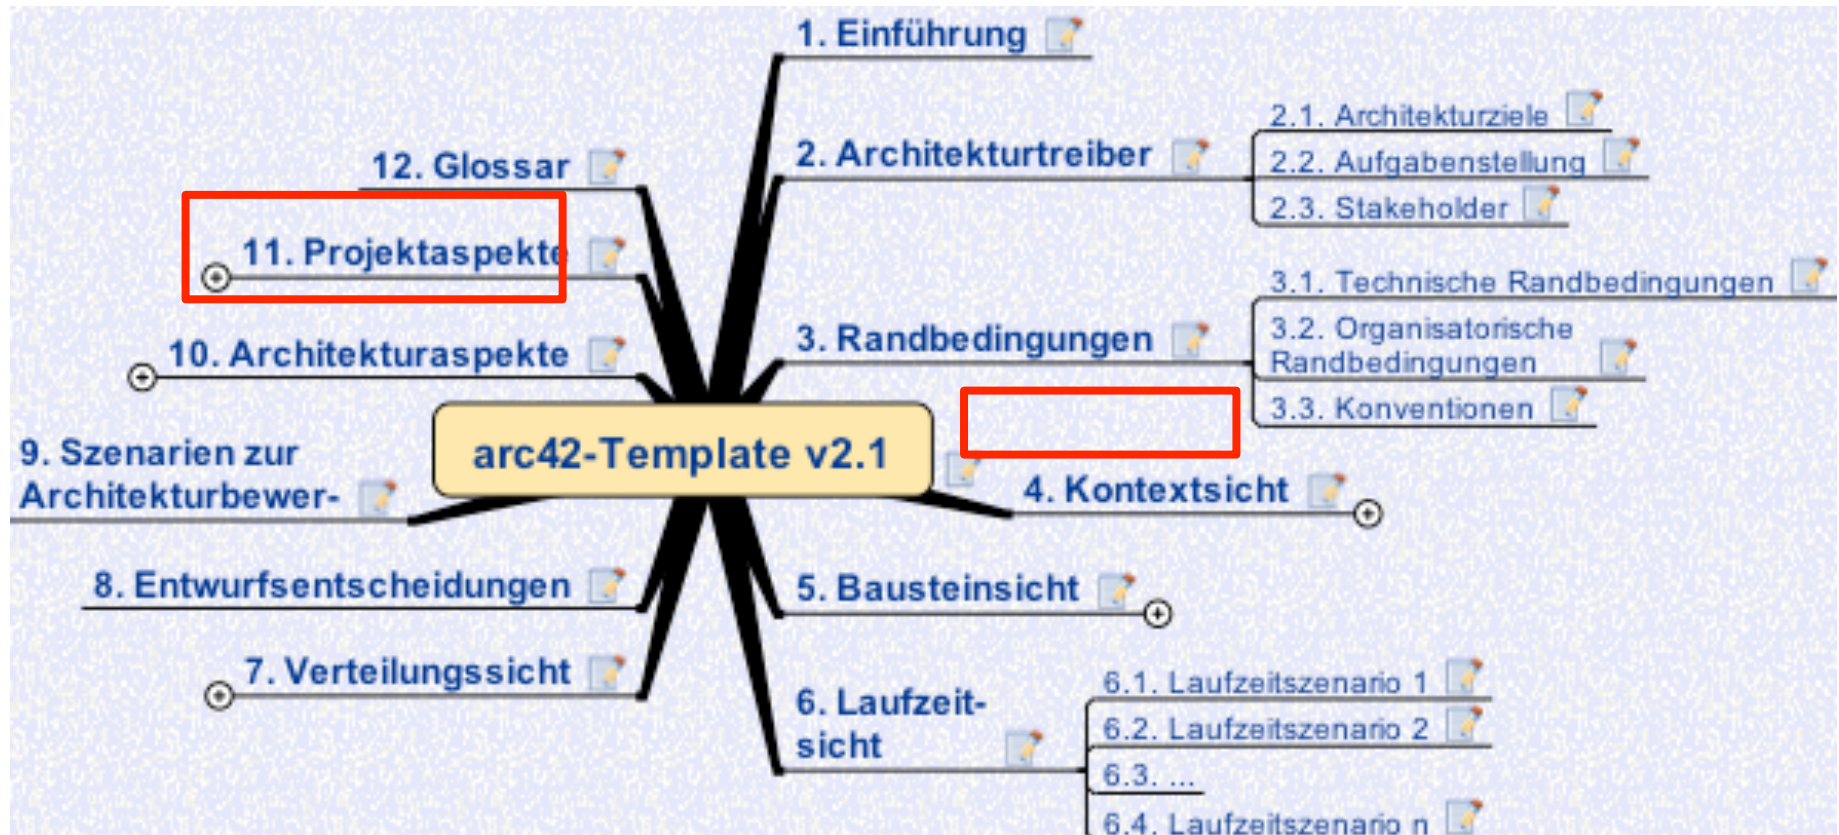 1. Einführung
2. Architekturtreiber
2.1. Architekturziele
2.2. Aufgabenstellung
2.3. Stakeholder
3. Randbedingungen
3.1. Technische Randbedingungen
3.2. Organisatorische
Randbedingungen
3.3. Konventionen
arc42-Template v2.1
4. Kontextsicht
5. Bausteinsicht
6. Laufzeit-
sicht
6.1. Laufzeitszenario 1
6.2. Laufzeitszenario 2
6.3. ...
6.4. Laufzeitszenario n
7. Verteilungssicht
8. Entwurfsentscheidungen
9. Szenarien zur
Architekturbewer-
10. Architekturaspekte
11. Projektaspekte
12. Glossar